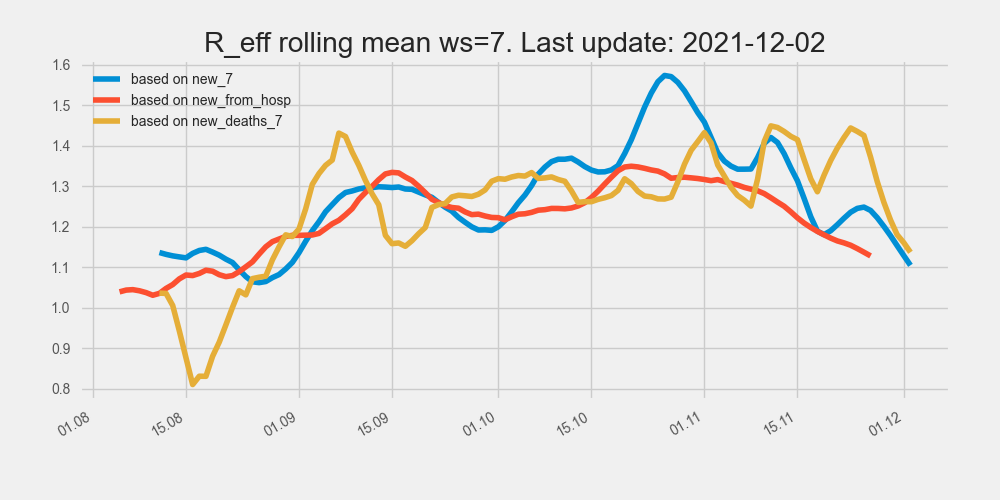 R_eff rolling mean ws=7. Last update: 2021-12-02
1.6
based on new_7
based on new_from_hosp
based on new_deaths_7
1.5
1.4
1.3
1.2
1.1
1.0
0.9
0.8
01.08 15.08 01.09 15.09 01.10 15.10 01.11 15.11 01.12